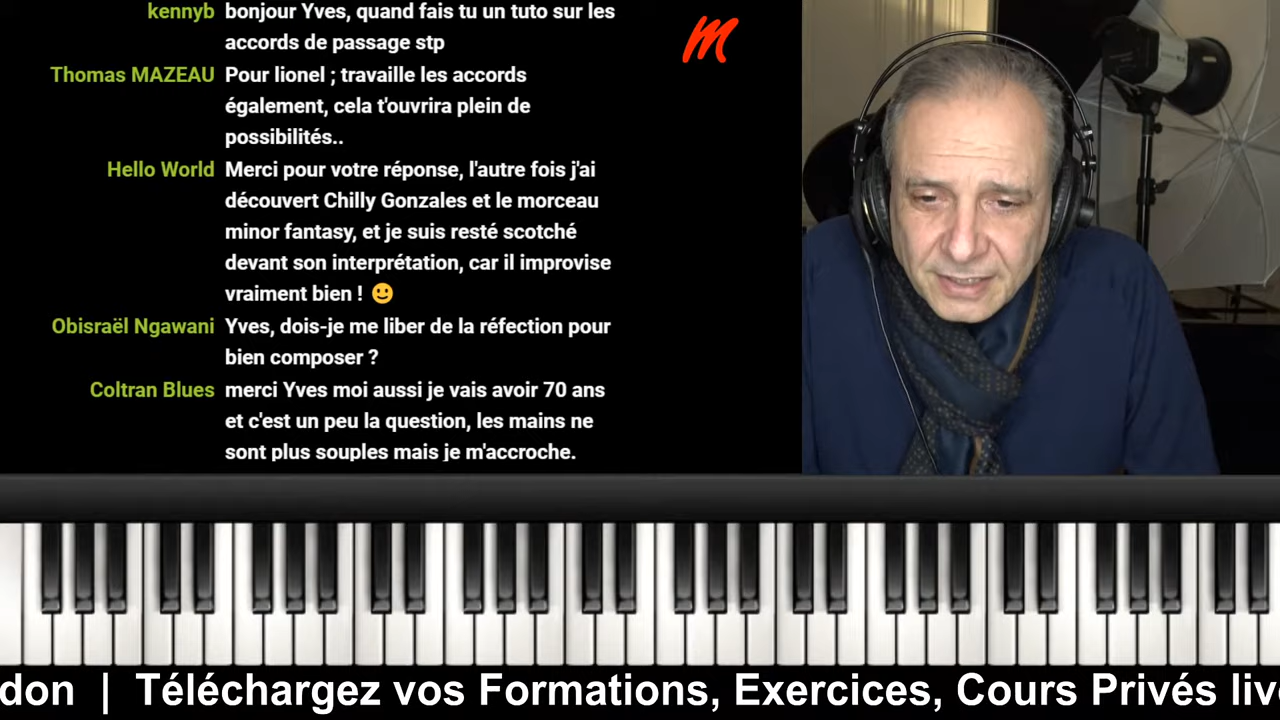 kennyb bonjour Yves, quand fais tu un tuto sur les
accords de passage stp
Thomas MAZEAU Pour lionel ; travaille les accords
également, cela t'ouvrira plein de
possibilités..
Hello World Merci pour votre réponse, l'autre fois j'ai
découvert Chilly Gonzales et le morceau
minor fantasy, et je suis resté scotché
devant son interprétation, car il improvise
vraiment bien ! 🙂
Obisraël Ngawani Yves, dois-je me liber de la réfection pour
bien composer ?
Coltran Blues merci Yves moi aussi je vais avoir 70 ans
et c'est un peu la question, les mains ne
sont plus souples mais je m'accroche.
m
don | Téléchargez vos Formations, Exercices, Cours Privés live